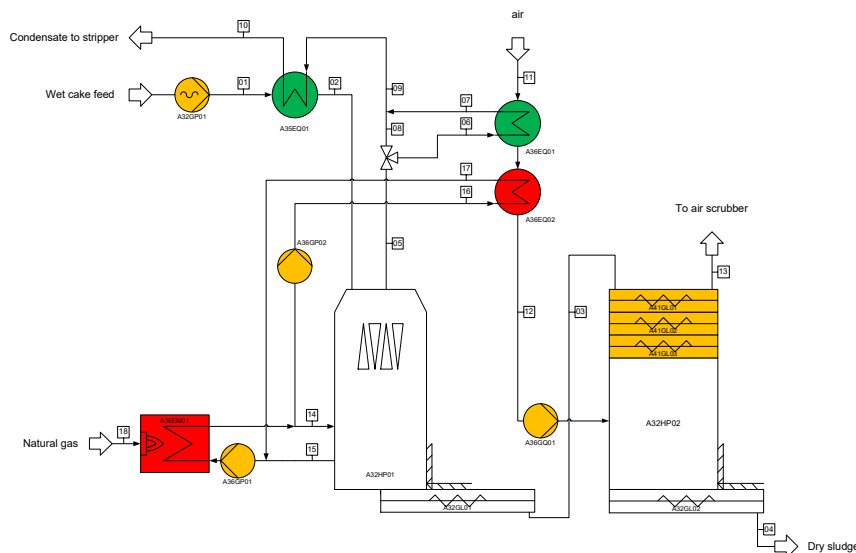 air
10
Condensate to stripper
09
11
Wet cake feed
01
02
07
A32GP01
A35EQ01
08
06
A36EQ01
17
16
A36EQ02
To air scrubber
A36GP02
05
13
12
03
A41GL01
A41GL02
A41GL03
14
A36EM01
A36GQ01
A32HP02
Natural gas
18
15
A36GP01
A32HP01
A32GL01
A32GL02
04
Dry sludge